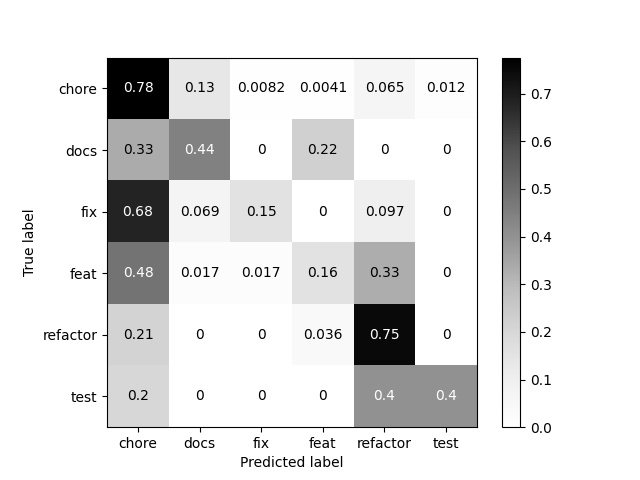 chore 0.78 0.13 0.0082 0.0041 0.065 0.012
docs 0.33 0.44 0 0.22 0 0
fix 0.68 0.069 0.15 0 0.097 0
feat 0.48 0.017 0.017 0.16 0.33 0
refactor 0.21 0 0 0.036 0.75 0
test 0.2 0 0 0 0.4 0.4
chore docs fix feat refactor test
Predicted label
True label
0.7
0.6
0.5
0.4
0.3
0.2
0.1
0.0